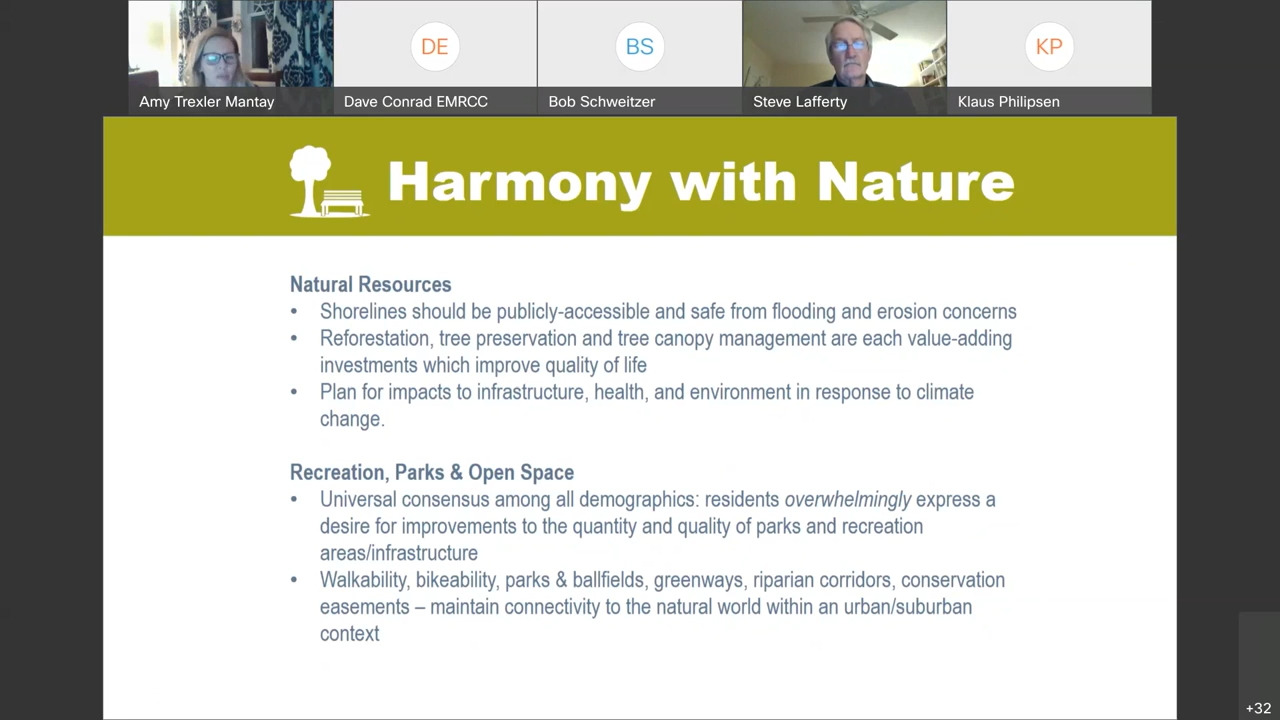 DE
BS
KP
Amy Trexler Mantay
Dave Conrad EMRCC
Bob Schweitzer
Steve Lafferty
Klaus Philipsen
Harmony with Nature
Natural Resources
• Shorelines should be publicly-accessible and safe from flooding and erosion concerns
• Reforestation, tree preservation and tree canopy management are each value-adding
investments which improve quality of life
• Plan for impacts to infrastructure, health, and environment in response to climate
change.
Recreation, Parks & Open Space
• Universal consensus among all demographics: residents overwhelmingly express a
desire for improvements to the quantity and quality of parks and recreation
areas/infrastructure
• Walkability, bikeability, parks & ballfields, greenways, riparian corridors, conservation
easements – maintain connectivity to the natural world within an urban/suburban
context
+32